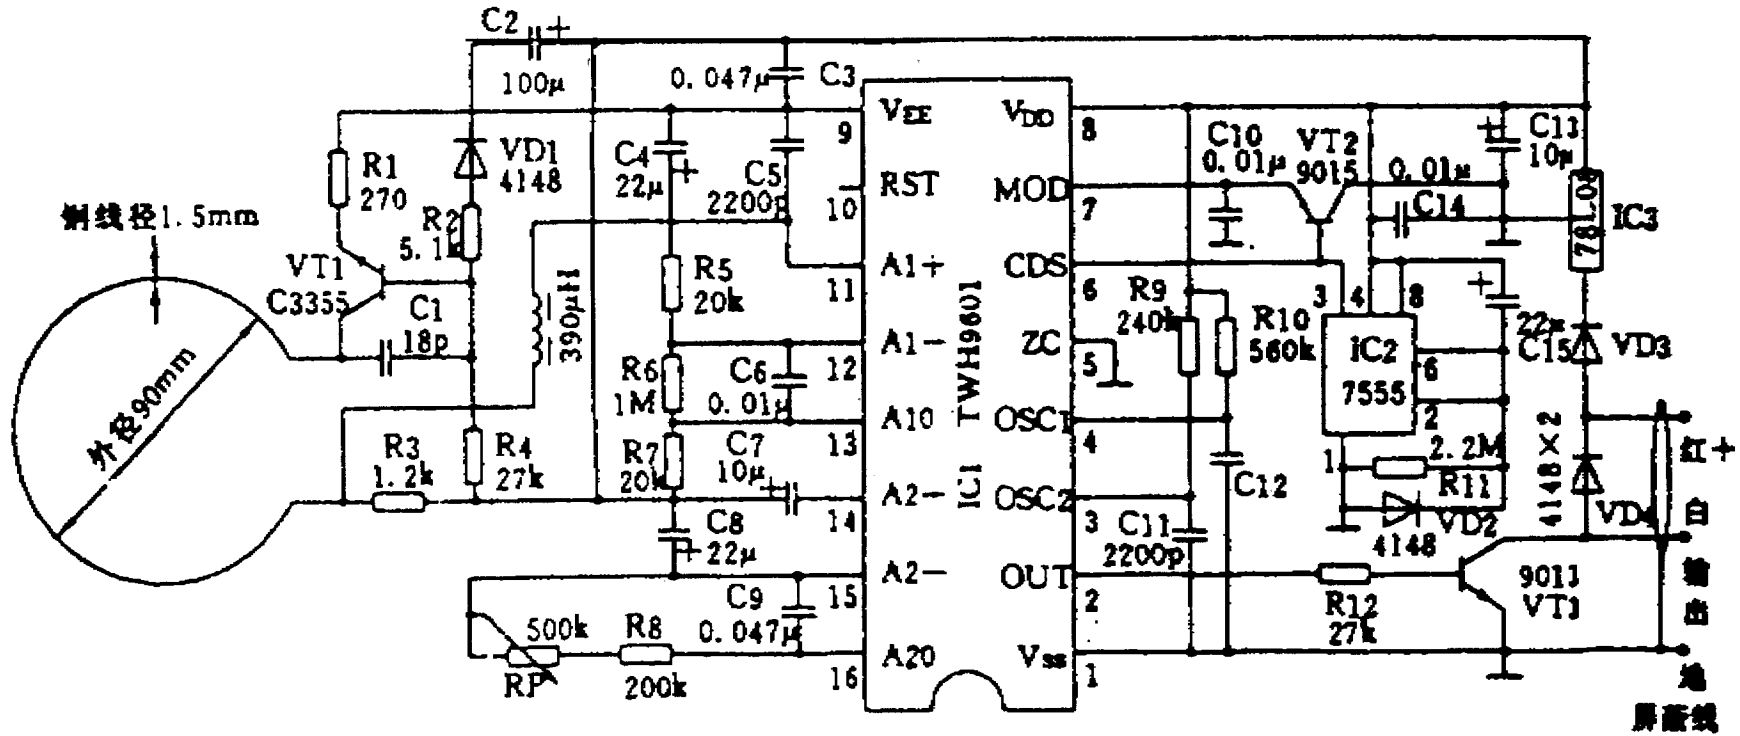 C2
100μ
0.047μ
C3
R1
270
VD1
4148
R2
5.1k
C4
22μ
C5
2200p
铜线径1.5mm
VT1
C3355
C1
18p
390μH
外径90mm
R3
1.2k
R4
27k
R5
20k
R6
1M
C6
0.01μ
R7
20k
C7
10μ
C8
22μ
C9
0.047μ
500k
RP
R8
200k
9
10
11
12
13
14
15
16
VEE
RST
A1+
A1-
A10
A2-
A2-
A20
IC1 TWH9601
VDD
MOD
CDS
ZC
OSC1
OSC2
OUT
Vss
8
7
6
5
4
3
2
1
C10
0.01μ
VT2
9015
0.01μ
C14
C13
10μ
IC3
R9
240k
R10
560k
3
4
8
iC2
7555
6
2
1
C15
VD3
2.2M
R11
VD2
4148
4148×2
VD4
C12
C11
2200p
R12
27k
红+
白
输
出
地
屏蔽线